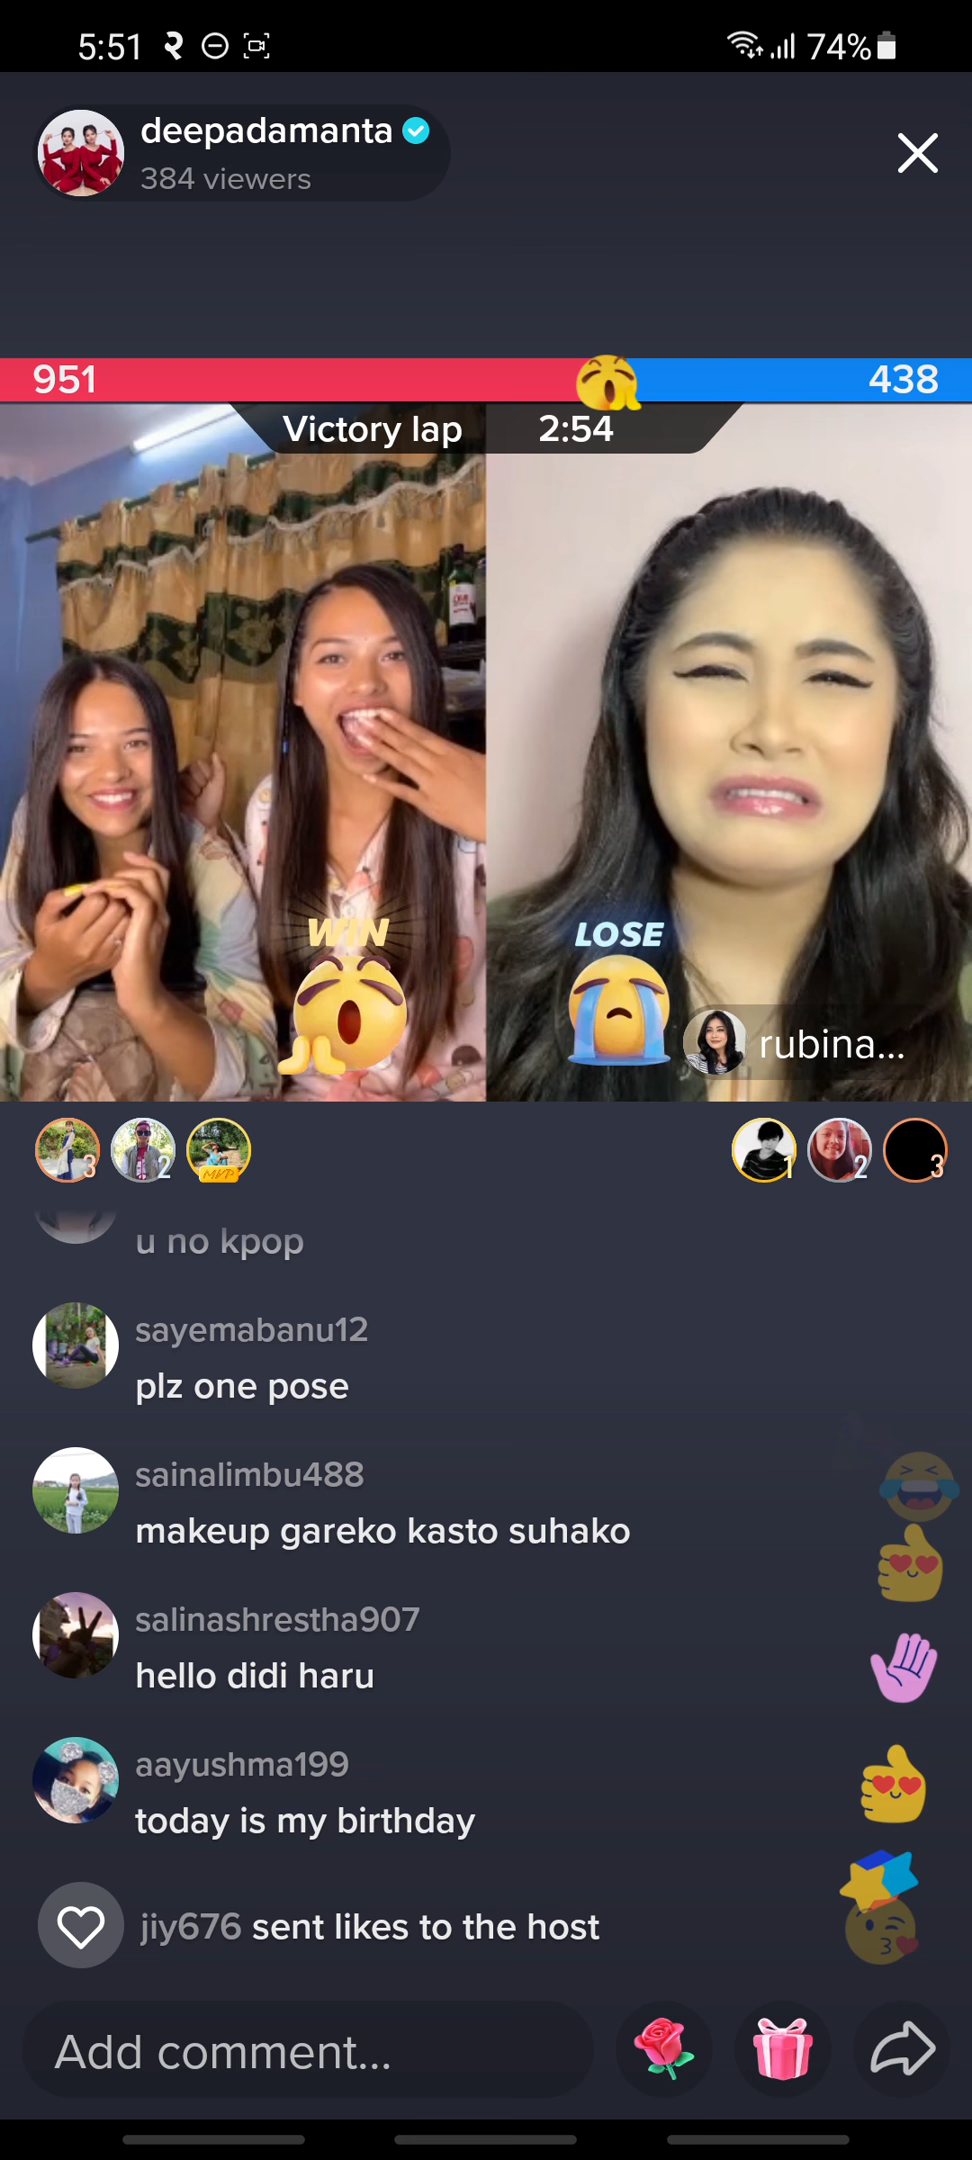 5:51
74%
deepadamanta
384 viewers
951
438
Victory lap 2:54
WIN
LOSE
rubina...
3
2
MVP
1
2
3
u no kpop
sayemabanu12
plz one pose
sainalimbu488
makeup gareko kasto suhako
salinashrestha907
hello didi haru
aayushma199
today is my birthday
jiy676 sent likes to the host
Add comment...